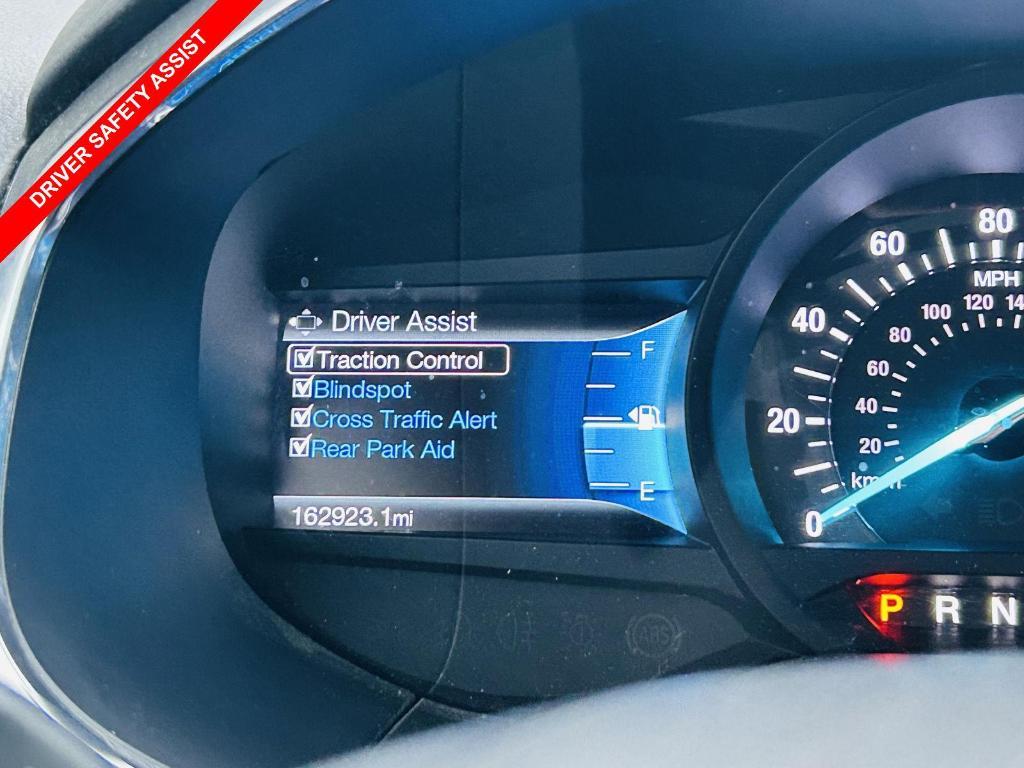 DRIVER SAFETY ASSIST
Driver Assist
Traction Control
Blindspot
Cross Traffic Alert
Rear Park Aid
162923.1mi
F
E
0
20
40
60
80
MPH
20
40
60
80
100
120
P R N
ABS